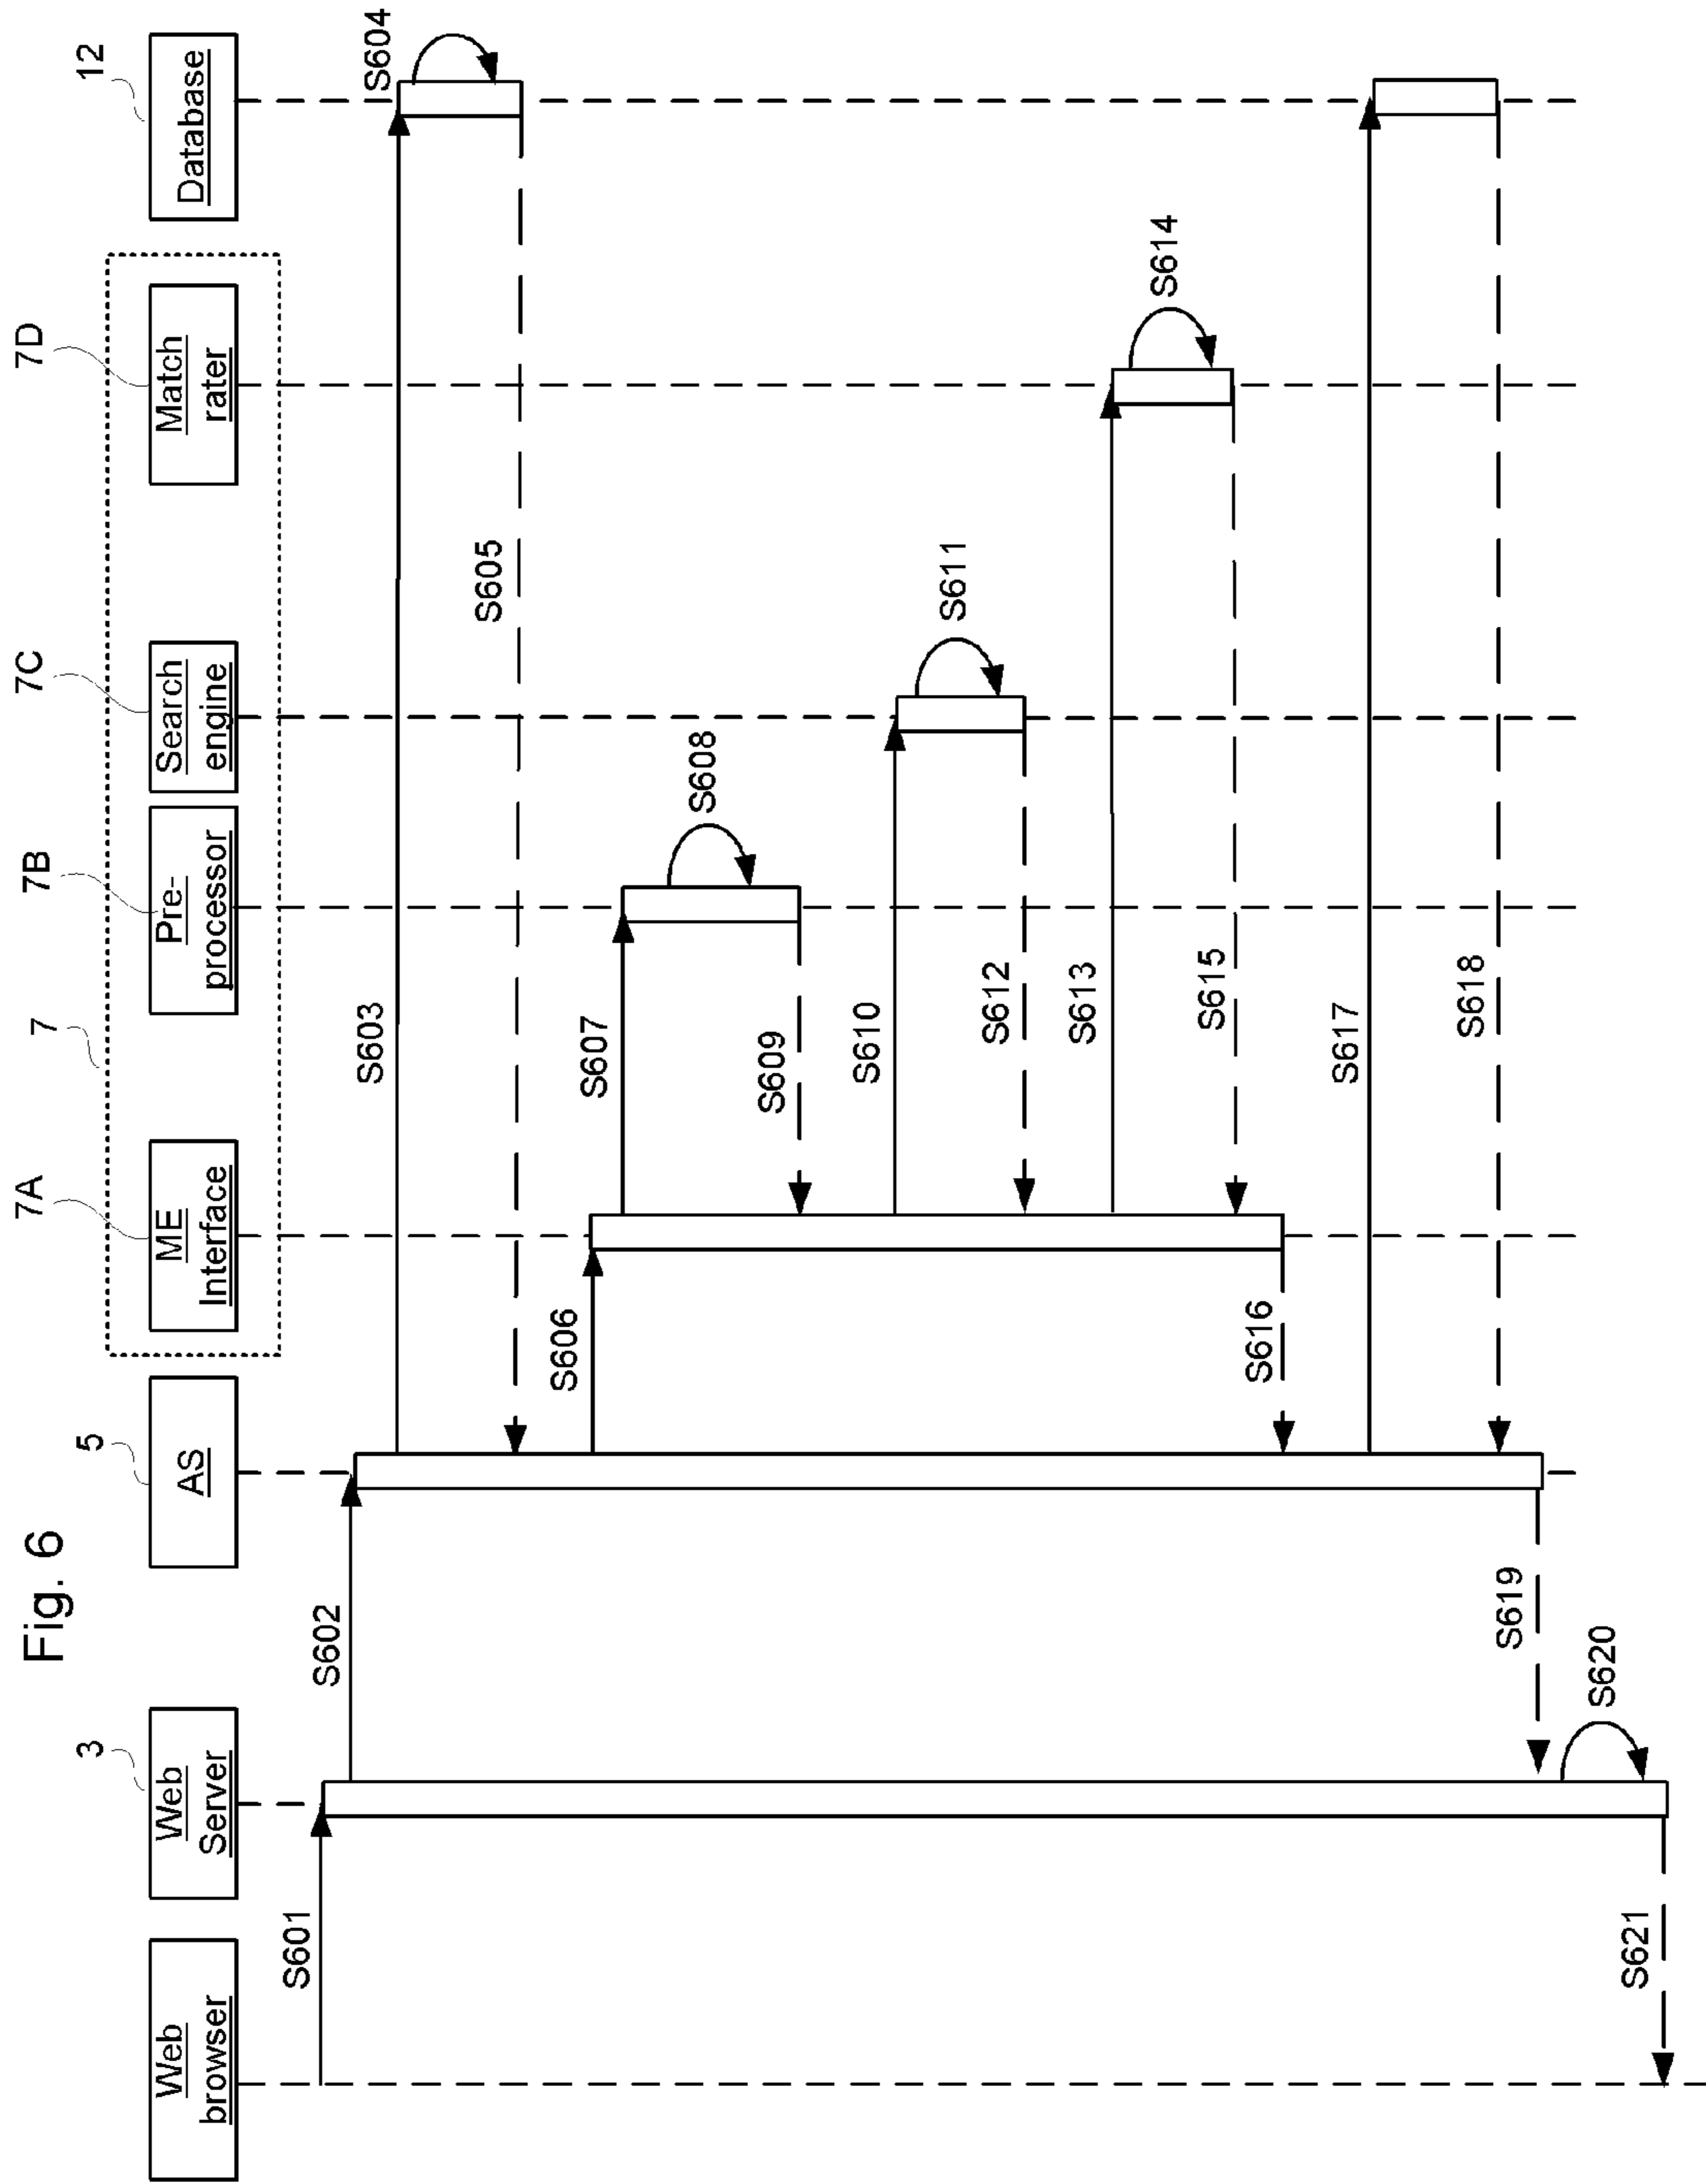 Fig. 6
Web
browser
3
Web
Server
5
AS
7
7A
ME
Interface
7B
Pre-
processor
7C
Search
engine
7D
Match
rater
12
Database
S601
S602
S603
S604
S605
S606
S607
S608
S609
S610
S611
S612
S613
S614
S615
S616
S617
S618
S619
S620
S621